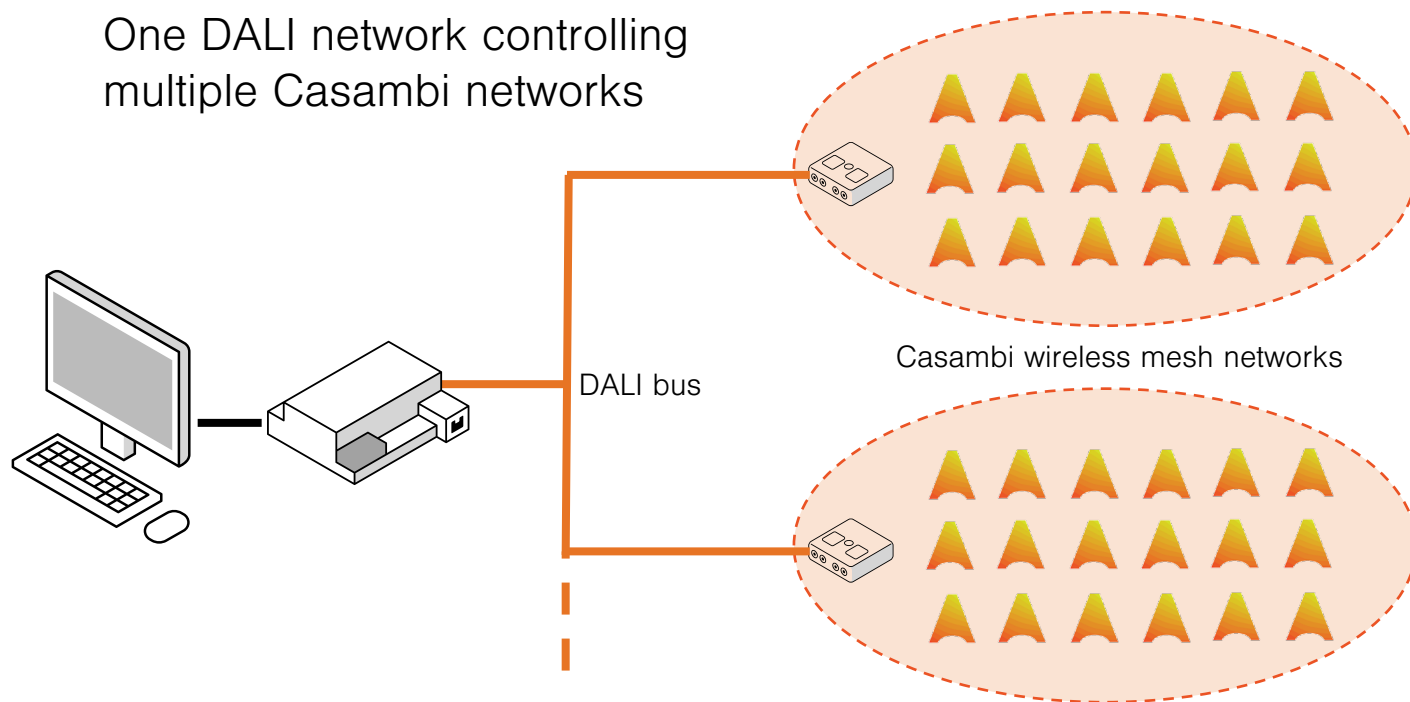 One DALI network controlling
multiple Casambi networks
Casambi wireless mesh networks
DALI bus